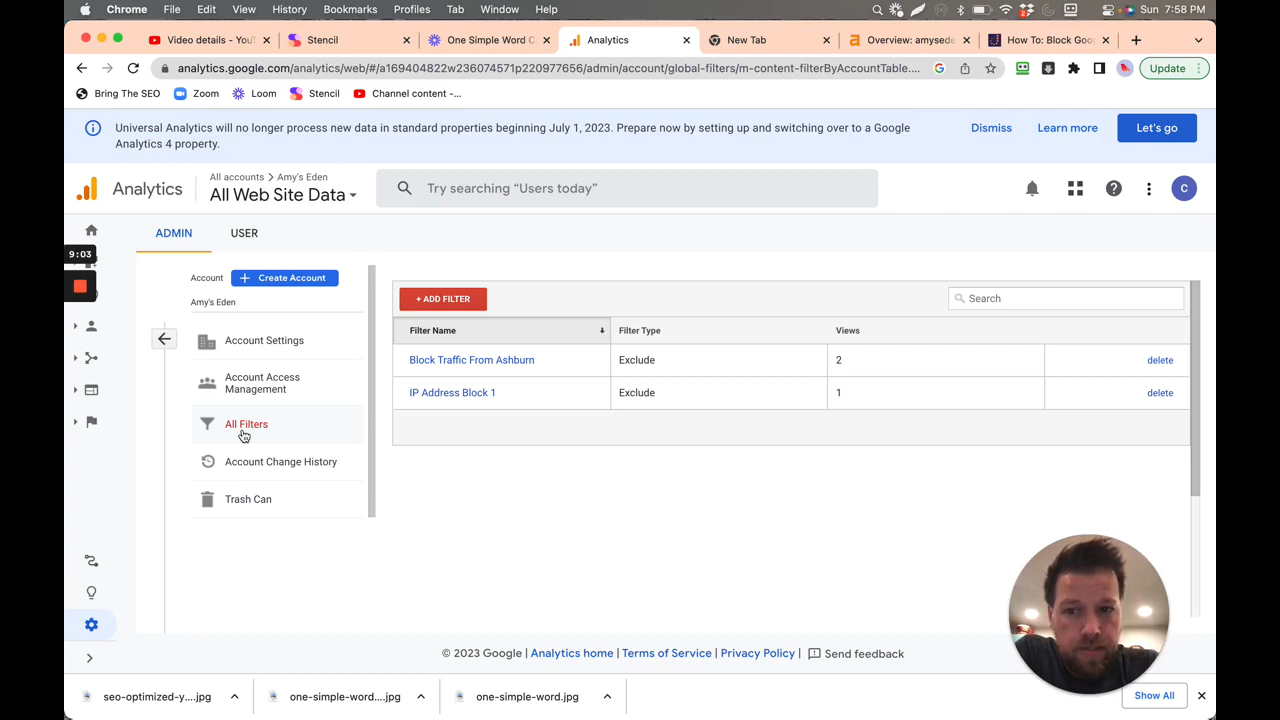 Chrome File Edit View History Bookmarks Profiles Tab Window Help Sun 7:58 PM
Video details - YouT Stencil One Simple Word C Analytics New Tab Overview: amysede How To: Block Goog
analytics.google.com/analytics/web/#/a169404822w236074571p220977656/admin/account/global-filters/m-content-filterByAccountTable.... Update
Bring The SEO Zoom Loom Stencil Channel content -...
Universal Analytics will no longer process new data in standard properties beginning July 1, 2023. Prepare now by setting up and switching over to a Google
Analytics 4 property.
Dismiss Learn more Let's go
Analytics
All accounts > Amy's Eden
All Web Site Data
Try searching “Users today”
C
ADMIN USER
9:03
Account + Create Account
Amy's Eden
Account Settings
Account Access
Management
All Filters
Account Change History
Trash Can
+ ADD FILTER Search
Filter Name Filter Type Views
Block Traffic From Ashburn Exclude 2 delete
IP Address Block 1 Exclude 1 delete
© 2023 Google | Analytics home | Terms of Service | Privacy Policy | Send feedback
seo-optimized-y....jpg one-simple-word....jpg one-simple-word.jpg Show All